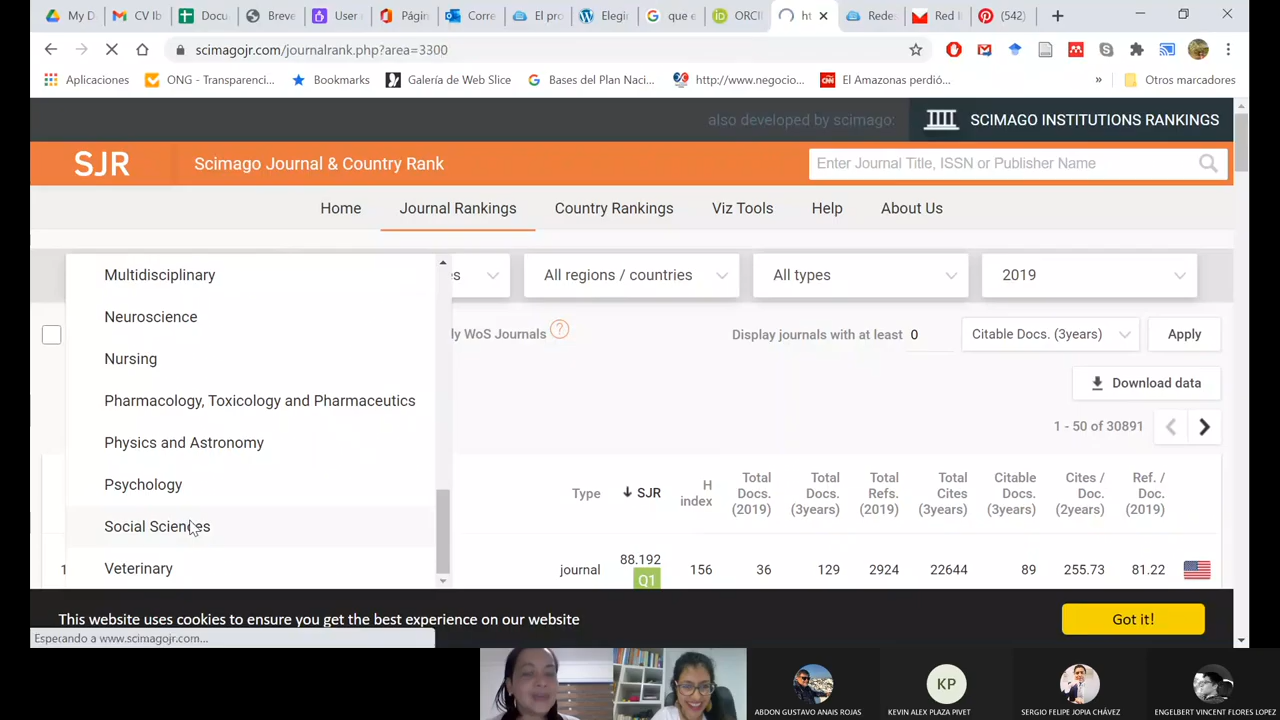 My D
CV Ib
Docu
Breve
User
Págin
Corre
El pro
Elegir
que e
ORCI
ht
Rede
Red I
(542)
scimagojr.com/journalrank.php?area=3300
Aplicaciones
ONG - Transparenci...
Bookmarks
Galería de Web Slice
Bases del Plan Naci...
http://www.negocio...
El Amazonas perdió...
»
Otros marcadores
also developed by scimago:
SCIMAGO INSTITUTIONS RANKINGS
SJR
Scimago Journal & Country Rank
Enter Journal Title, ISSN or Publisher Name
Home
Journal Rankings
Country Rankings
Viz Tools
Help
About Us
Multidisciplinary
es
All regions / countries
All types
2019
Neuroscience
ly WoS Journals ?
Display journals with at least 0
Citable Docs. (3years)
Apply
Nursing
Download data
Pharmacology, Toxicology and Pharmaceutics
1 - 50 of 30891
Physics and Astronomy
Psychology
Type
SJR
H index
Total Docs. (2019)
Total Docs. (3years)
Total Refs. (2019)
Total Cites (3years)
Citable Docs. (3years)
Cites / Doc. (2years)
Ref. / Doc. (2019)
Social Sciences
Veterinary
1
journal
88.192
Q1
156
36
129
2924
22644
89
255.73
81.22
This website uses cookies to ensure you get the best experience on our website
Got it!
Esperando a www.scimagojr.com...
KP
ABDON GUSTAVO ANAIS ROJAS
KEVIN ALEX PLAZA PIVET
SERGIO FELIPE JOPIA CHÁVEZ
ENGELBERT VINCENT FLORES LOPEZ